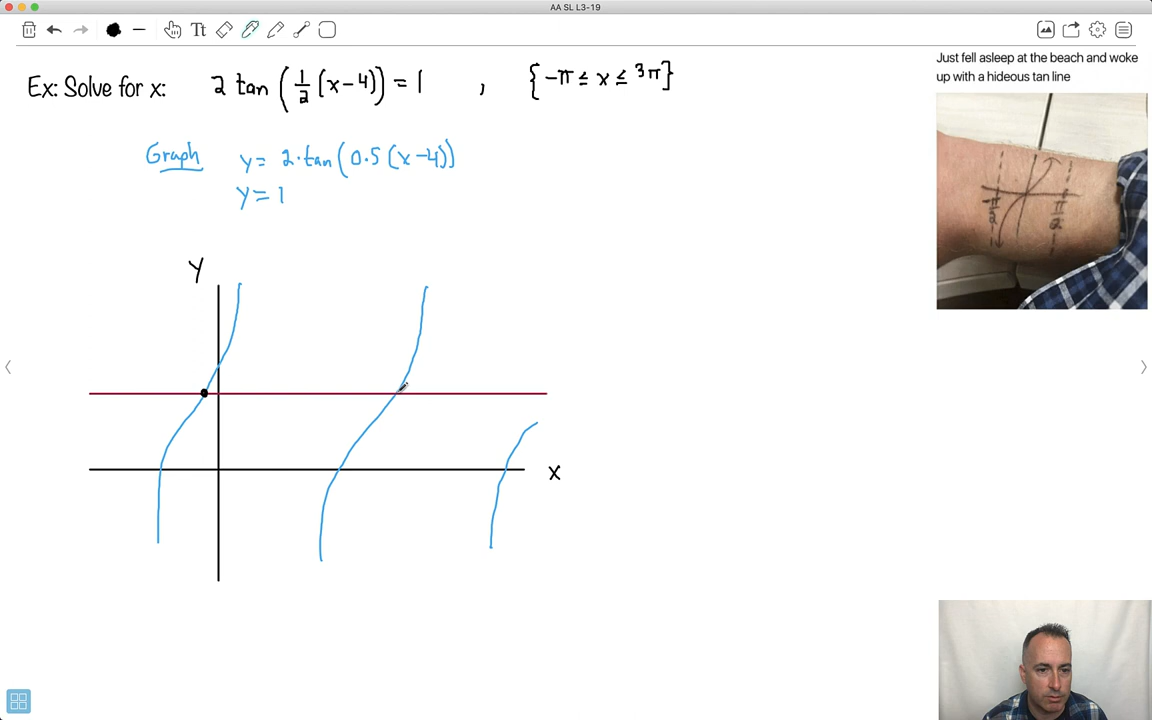 AA SL L3-19
Tt
Ex: Solve for x: 2 tan (1/2 (x-4)) = 1 , {-π ≤ x ≤ 3π}
Just fell asleep at the beach and woke
up with a hideous tan line
Graph y = 2·tan(0.5(x-4))
y = 1
π/2 π/2
Y
X